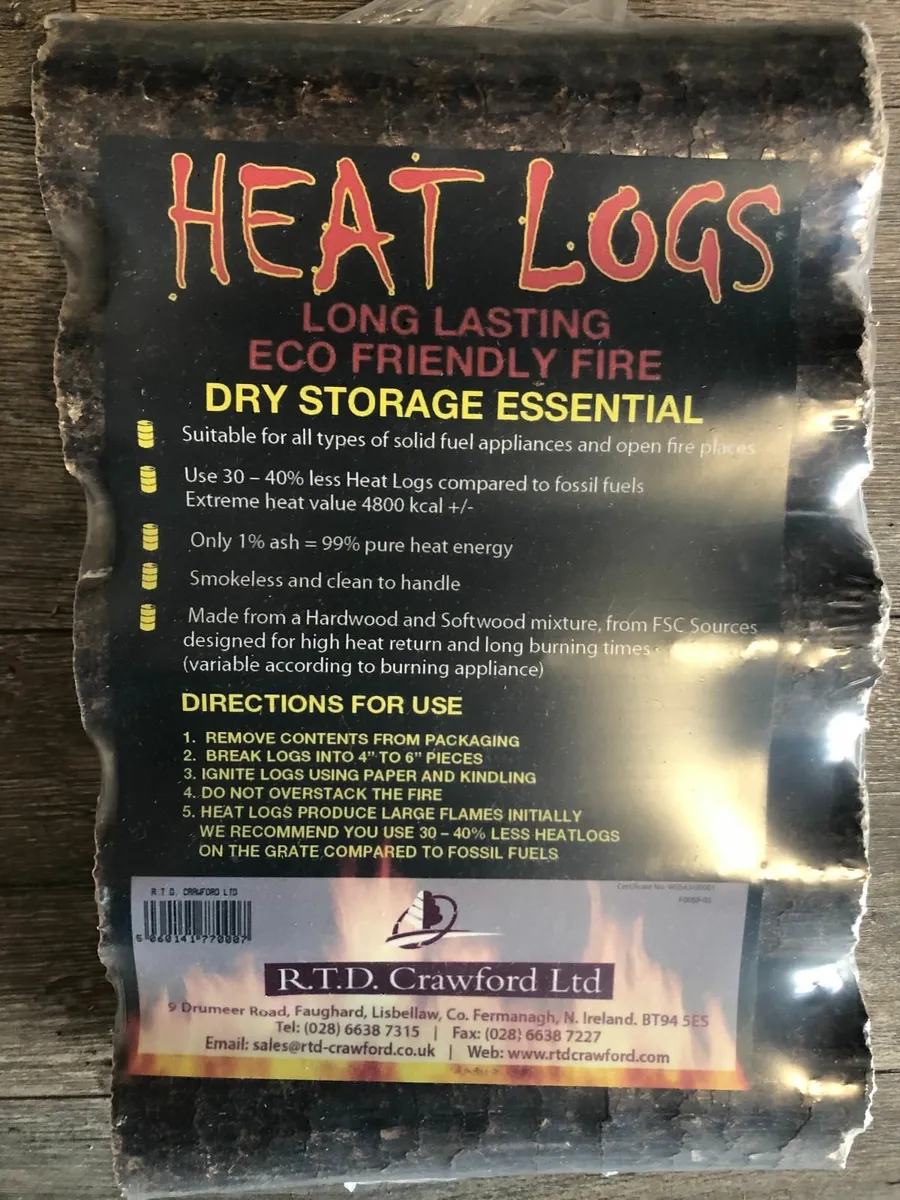 HEAT LOGS
LONG LASTING
ECO FRIENDLY FIRE
DRY STORAGE ESSENTIAL
Suitable for all types of solid fuel appliances and open fire places
Use 30 – 40% less Heat Logs compared to fossil fuels
Extreme heat value 4800 kcal +/-
Only 1% ash = 99% pure heat energy
Smokeless and clean to handle
Made from a Hardwood and Softwood mixture, from FSC Sources
designed for high heat return and long burning times
(variable according to burning appliance)
DIRECTIONS FOR USE
1. REMOVE CONTENTS FROM PACKAGING
2. BREAK LOGS INTO 4" TO 6" PIECES
3. IGNITE LOGS USING PAPER AND KINDLING
4. DO NOT OVERSTACK THE FIRE
5. HEAT LOGS PRODUCE LARGE FLAMES INITIALLY
WE RECOMMEND YOU USE 30 – 40% LESS HEATLOGS
ON THE GRATE COMPARED TO FOSSIL FUELS
R.T.D. CRAWFORD LTD
5 060141 770007
Certificate No.
R.T.D. Crawford Ltd
9 Drumeer Road, Faughard, Lisbellaw, Co. Fermanagh, N. Ireland. BT94 5ES
Tel: (028) 6638 7315 | Fax: (028) 6638 7227
Email: sales@rtd-crawford.co.uk | Web: www.rtdcrawford.com